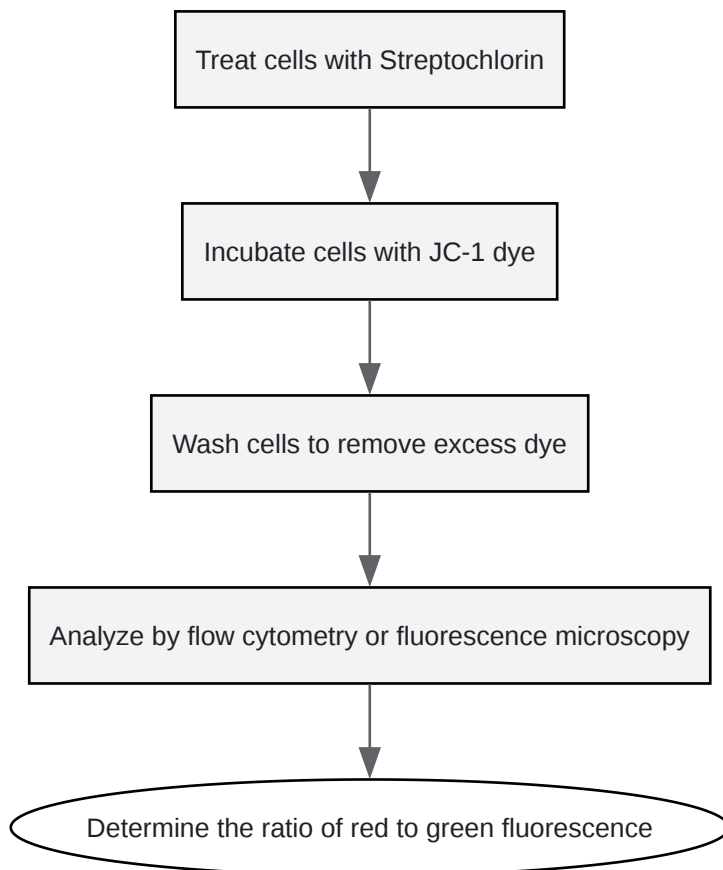 Treat cells with Streptochlorin
Incubate cells with JC-1 dye
Wash cells to remove excess dye
Analyze by flow cytometry or fluorescence microscopy
Determine the ratio of red to green fluorescence